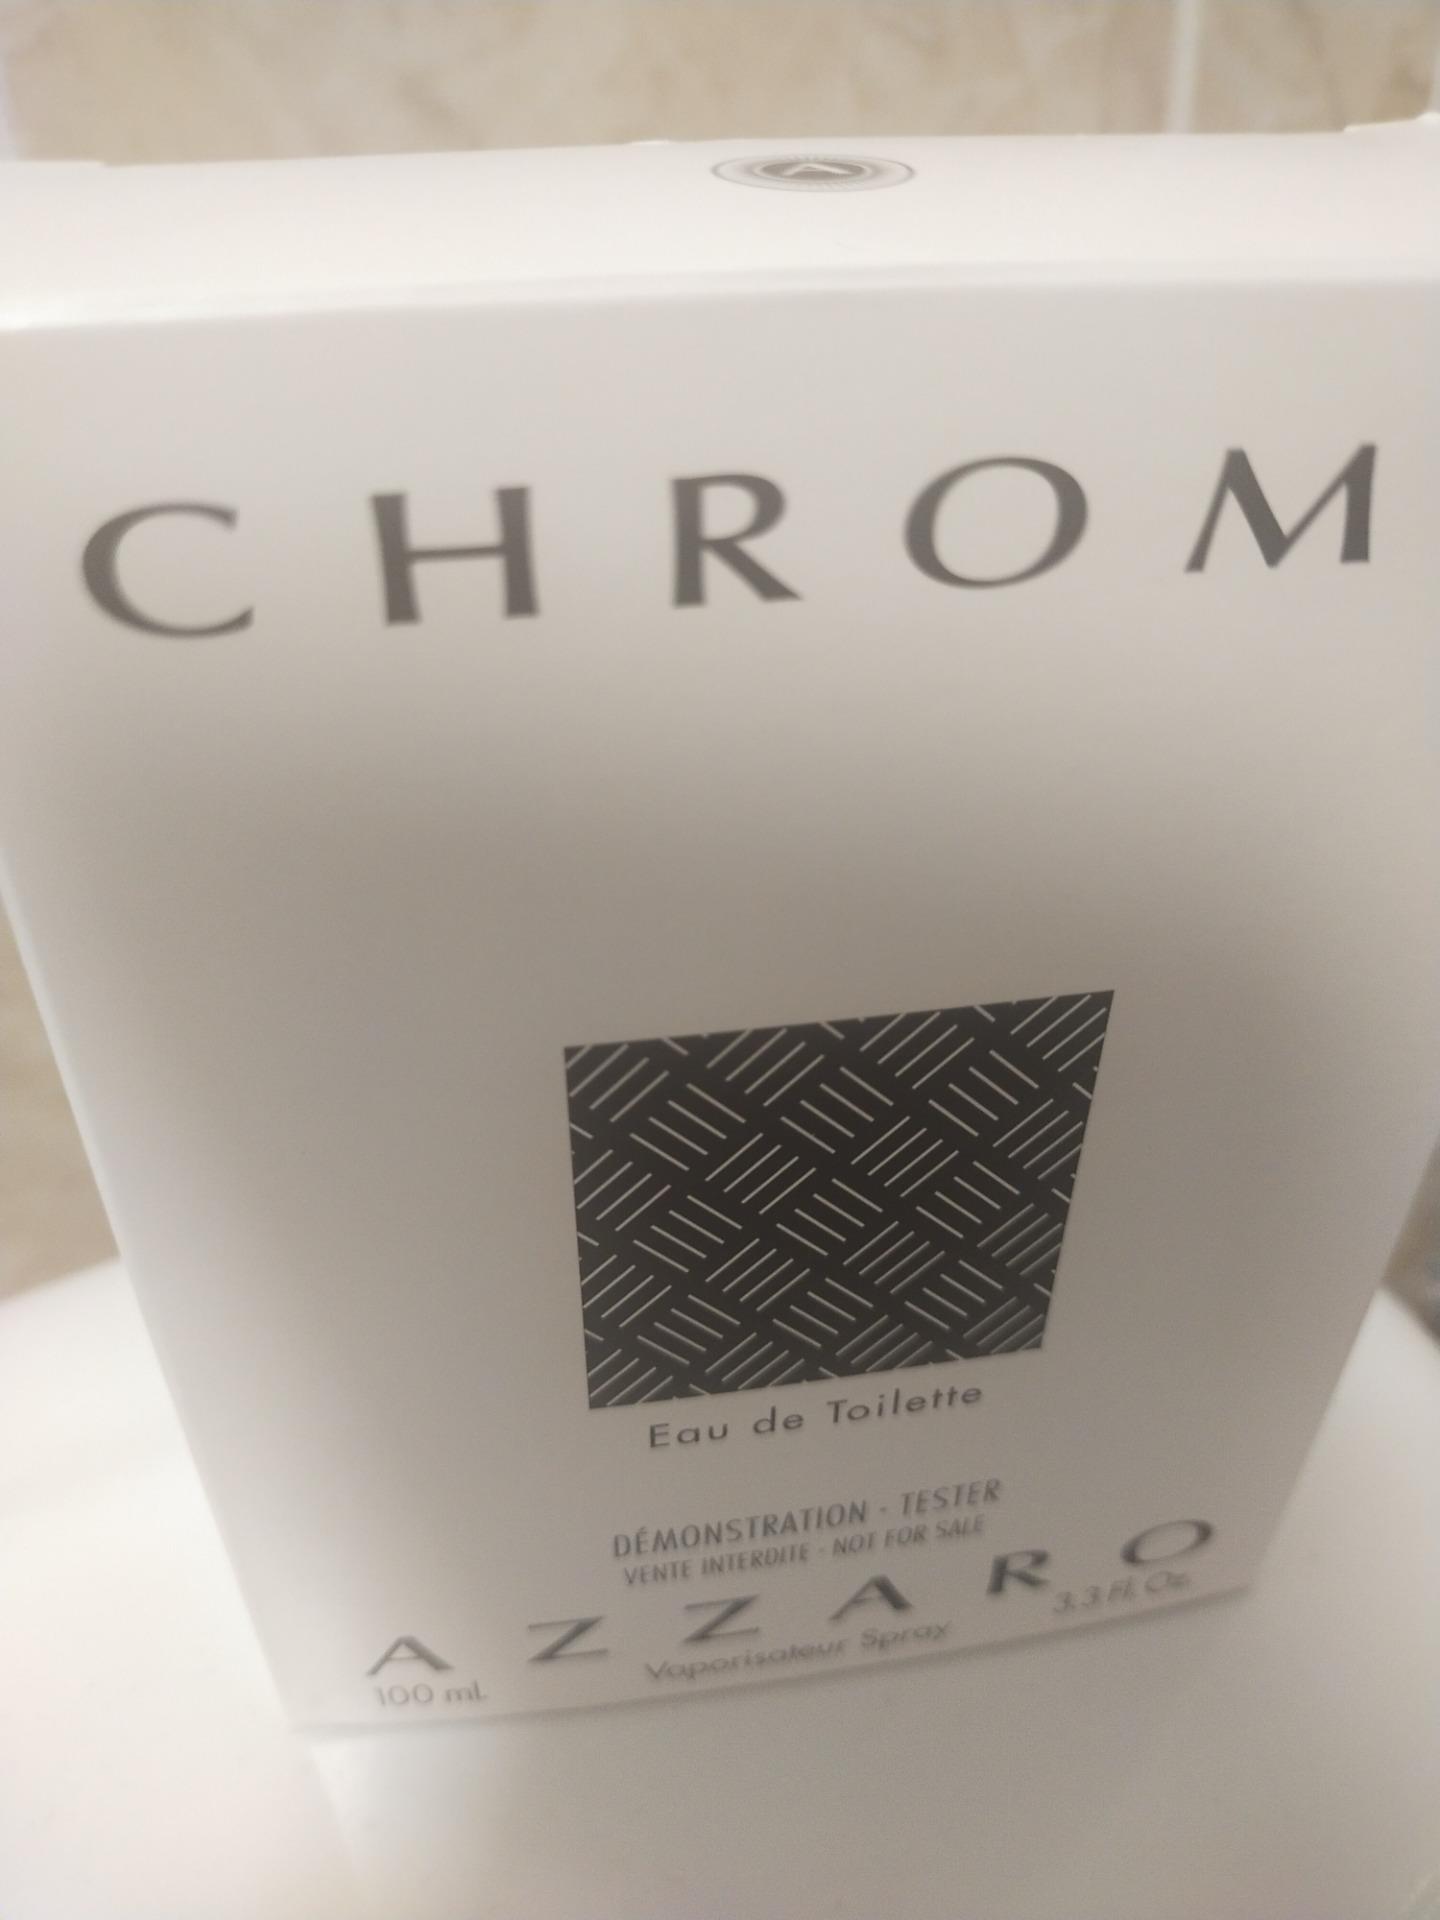 A
CHROM
Eau de Toilette
DÉMONSTRATION - TESTER
VENTE INTERDITE - NOT FOR SALE
AZZARO
100 ml. Vaporisateur Spray 3.3 Fl. Oz.